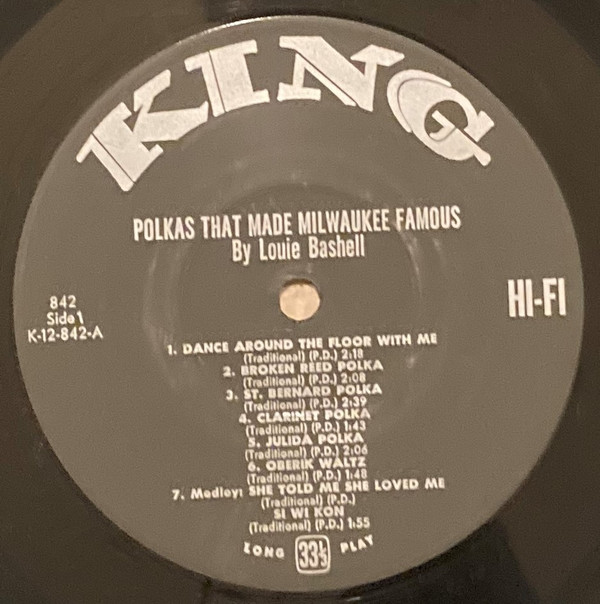 KING
POLKAS THAT MADE MILWAUKEE FAMOUS
By Louie Bashell
842
Side 1
K-12-842-A
HI-FI
1. DANCE AROUND THE FLOOR WITH ME
(Traditional) (P.D.) 2:18
2. BROKEN REED POLKA
(Traditional) (P.D.) 2:08
3. ST. BERNARD POLKA
(Traditional) (P.D.) 2:39
4. CLARINET POLKA
(Traditional) (P.D.) 1:43
5. JULIDA POLKA
(Traditional) (P.D.) 2:06
6. OBERIK WALTZ
(Traditional) (P.D.) 1:48
7. Medley: SHE TOLD ME SHE LOVED ME
(Traditional) (P.D.)
SI WI KON
(Traditional) (P.D.) 1:55
LONG 33⅓ PLAY